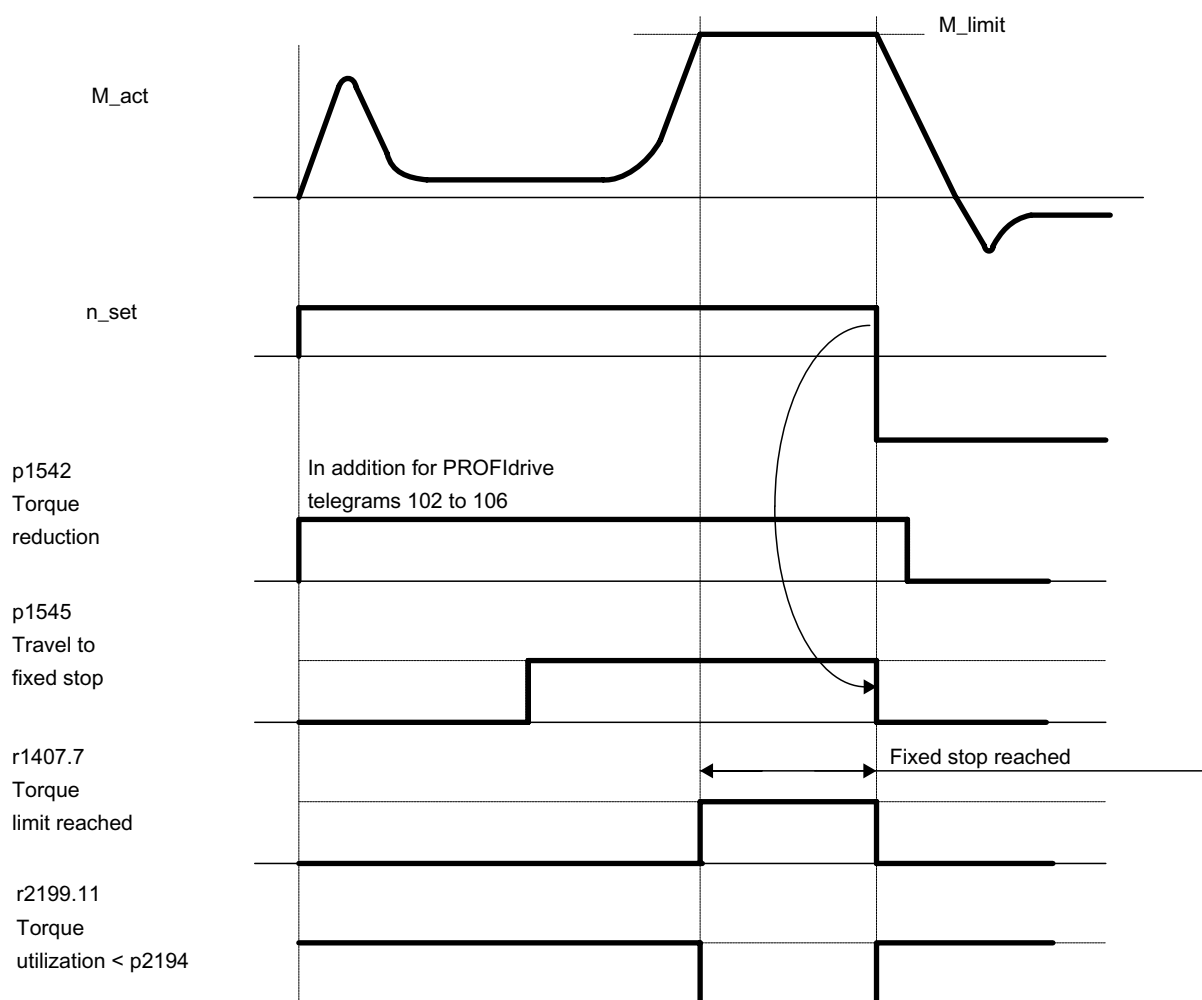 M_limit
M_act
n_set
p1542
Torque
reduction
In addition for PROFIdrive
telegrams 102 to 106
p1545
Travel to
fixed stop
r1407.7
Torque
limit reached
Fixed stop reached
r2199.11
Torque
utilization < p2194